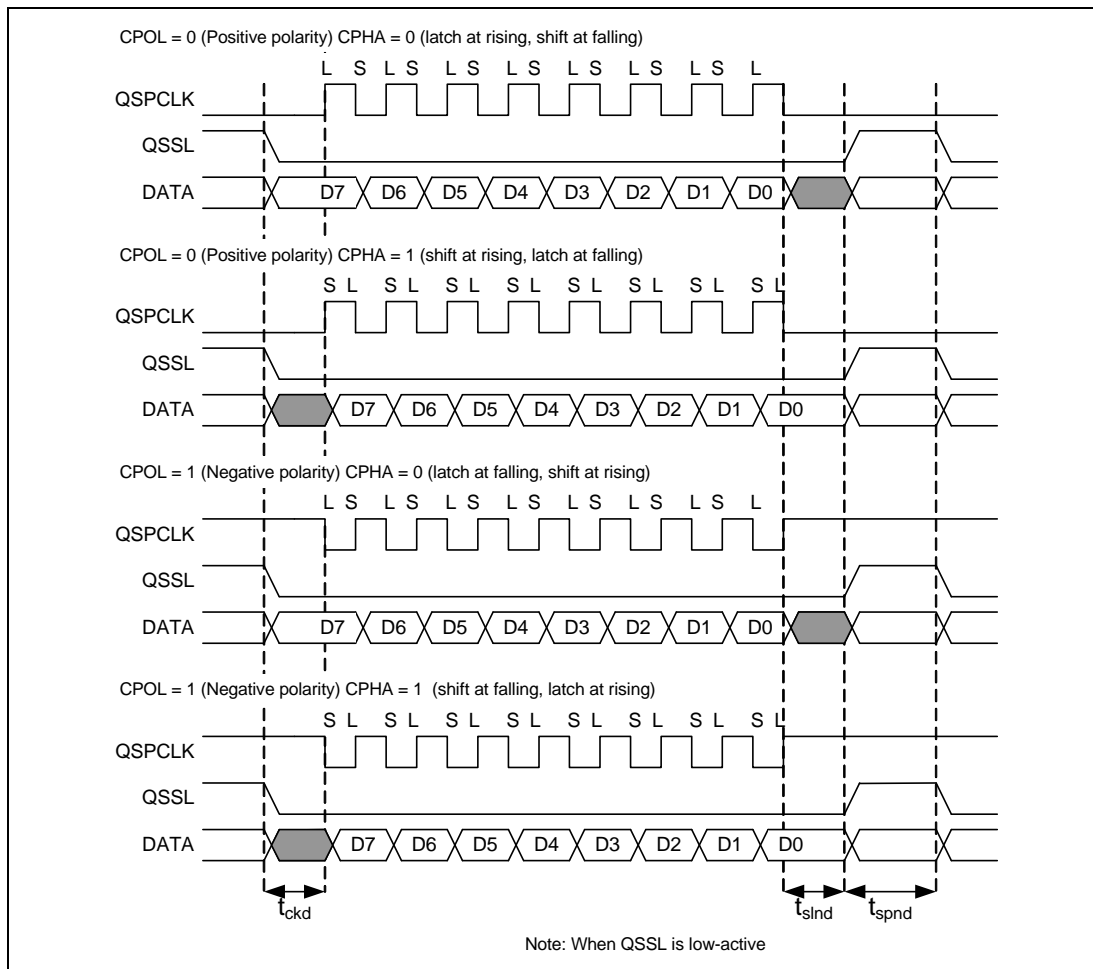 CPOL = 0 (Positive polarity) CPHA = 0 (latch at rising, shift at falling)
L S L S L S L S L S L S L S L
QSPCLK
QSSL
DATA D7 D6 D5 D4 D3 D2 D1 D0
CPOL = 0 (Positive polarity) CPHA = 1 (shift at rising, latch at falling)
S L S L S L S L S L S L S L S L
QSPCLK
QSSL
DATA D7 D6 D5 D4 D3 D2 D1 D0
CPOL = 1 (Negative polarity) CPHA = 0 (latch at falling, shift at rising)
L S L S L S L S L S L S L S L
QSPCLK
QSSL
DATA D7 D6 D5 D4 D3 D2 D1 D0
CPOL = 1 (Negative polarity) CPHA = 1 (shift at falling, latch at rising)
S L S L S L S L S L S L S L S L
QSPCLK
QSSL
DATA D7 D6 D5 D4 D3 D2 D1 D0
tckd tslnd tspnd
Note: When QSSL is low-active